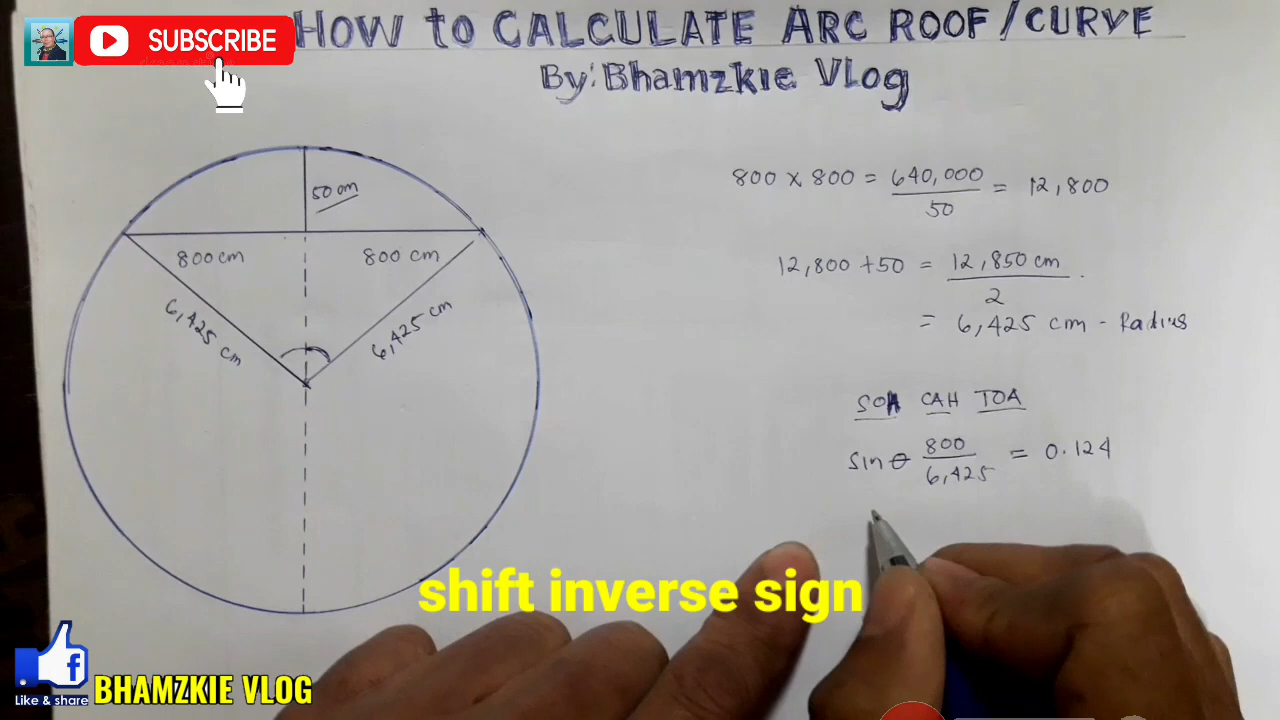 SUBSCRIBE
HOW to CALCULATE ARC ROOF/CURVE
By: Bhamzkie Vlog
50 cm
800 cm 800 cm
6,425 cm 6,425 cm
800 x 800 = 640,000 / 50 = 12,800
12,800 + 50 = 12,850 cm / 2
= 6,425 cm - Radius
SOH CAH TOA
sin θ 800 / 6,425 = 0.124
shift inverse sign
Like & share
BHAMZKIE VLOG